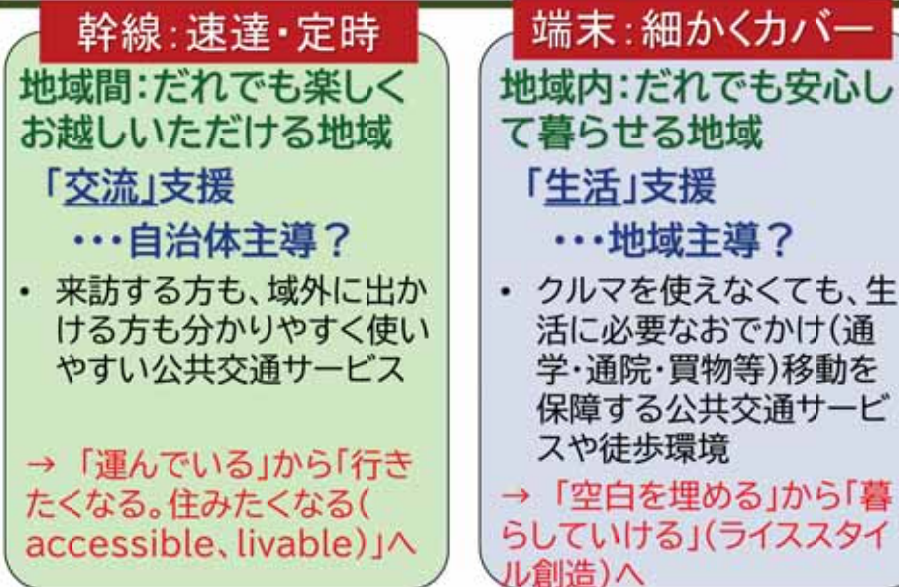 幹線：速達・定時
地域間：だれでも楽しく
お越しいただける地域
「交流」支援
・・・自治体主導？
• 来訪する方も、域外に出か
ける方も分かりやすく使い
やすい公共交通サービス
→ 「運んでいる」から「行き
たくなる。住みたくなる(
accessible、livable)」へ
端末：細かくカバー
地域内：だれでも安心し
て暮らせる地域
「生活」支援
・・・地域主導？
• クルマを使えなくても、生
活に必要なおでかけ(通
学・通院・買物等)移動を
保障する公共交通サービ
スや徒歩環境
→ 「空白を埋める」から「暮
らしていける」(ライススタイ
ル創造)へ